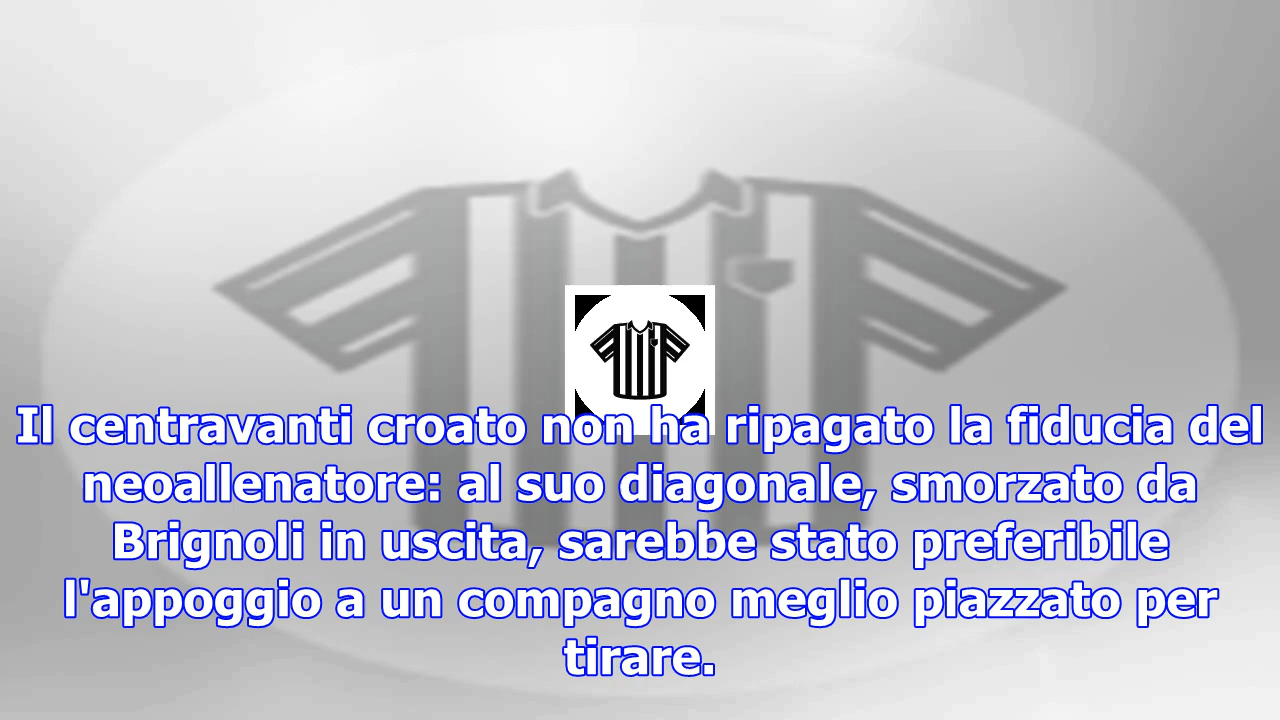 Il centravanti croato non ha ripagato la fiducia del
neoallenatore: al suo diagonale, smorzato da
Brignoli in uscita, sarebbe stato preferibile
l'appoggio a un compagno meglio piazzato per
tirare.